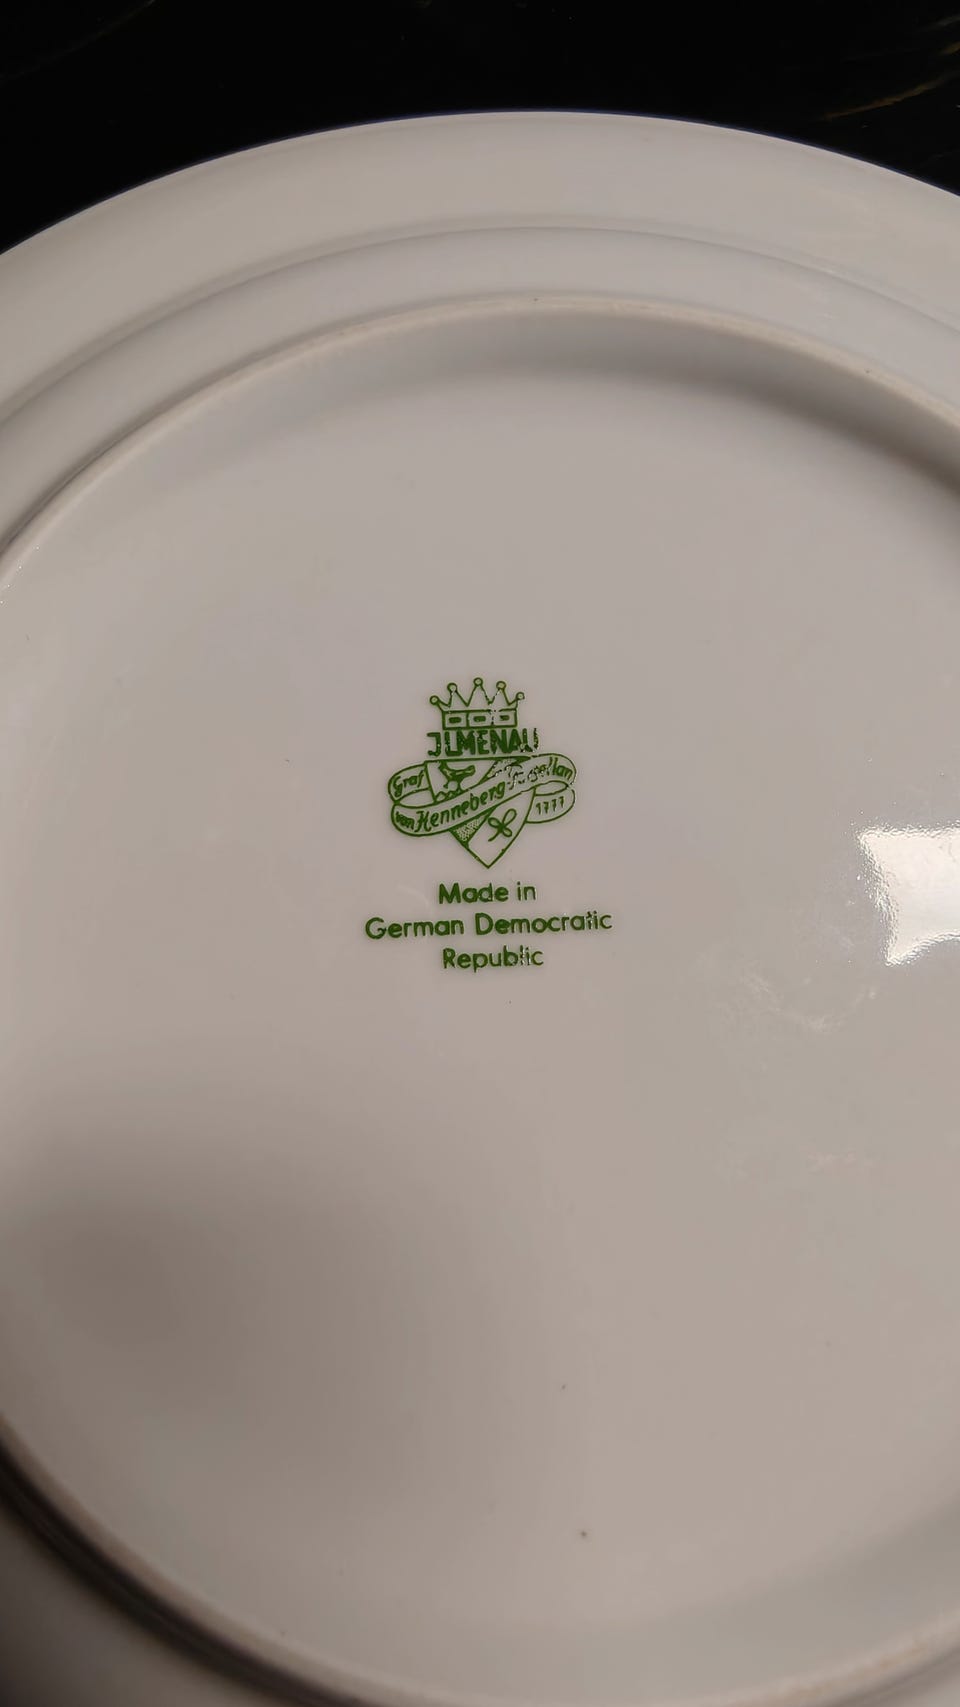 JLMENAU
Graf
von Henneberg-Porzellan
1777
Made in
German Democratic
Republic